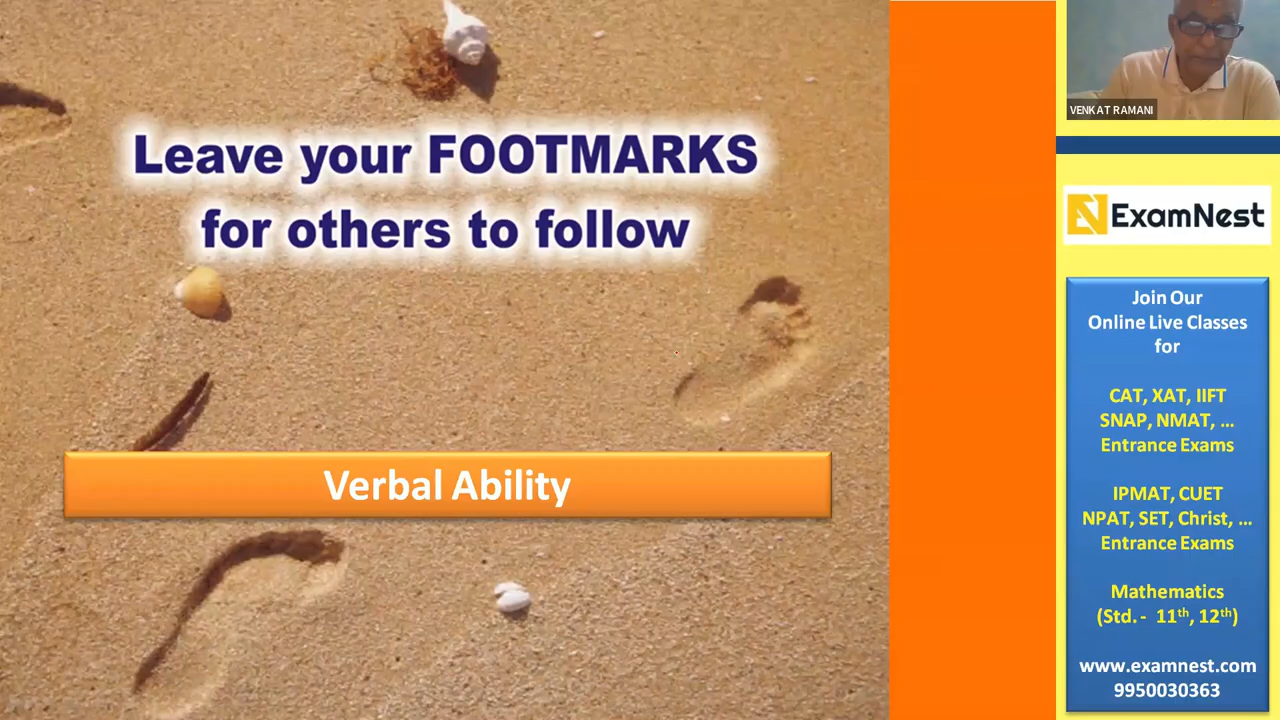 Leave your FOOTMARKS
for others to follow
Verbal Ability
VENKAT RAMANI
ExamNest
Join Our
Online Live Classes
for
CAT, XAT, IIFT
SNAP, NMAT, ...
Entrance Exams
IPMAT, CUET
NPAT, SET, Christ, ...
Entrance Exams
Mathematics
(Std. - 11th, 12th)
www.examnest.com
9950030363